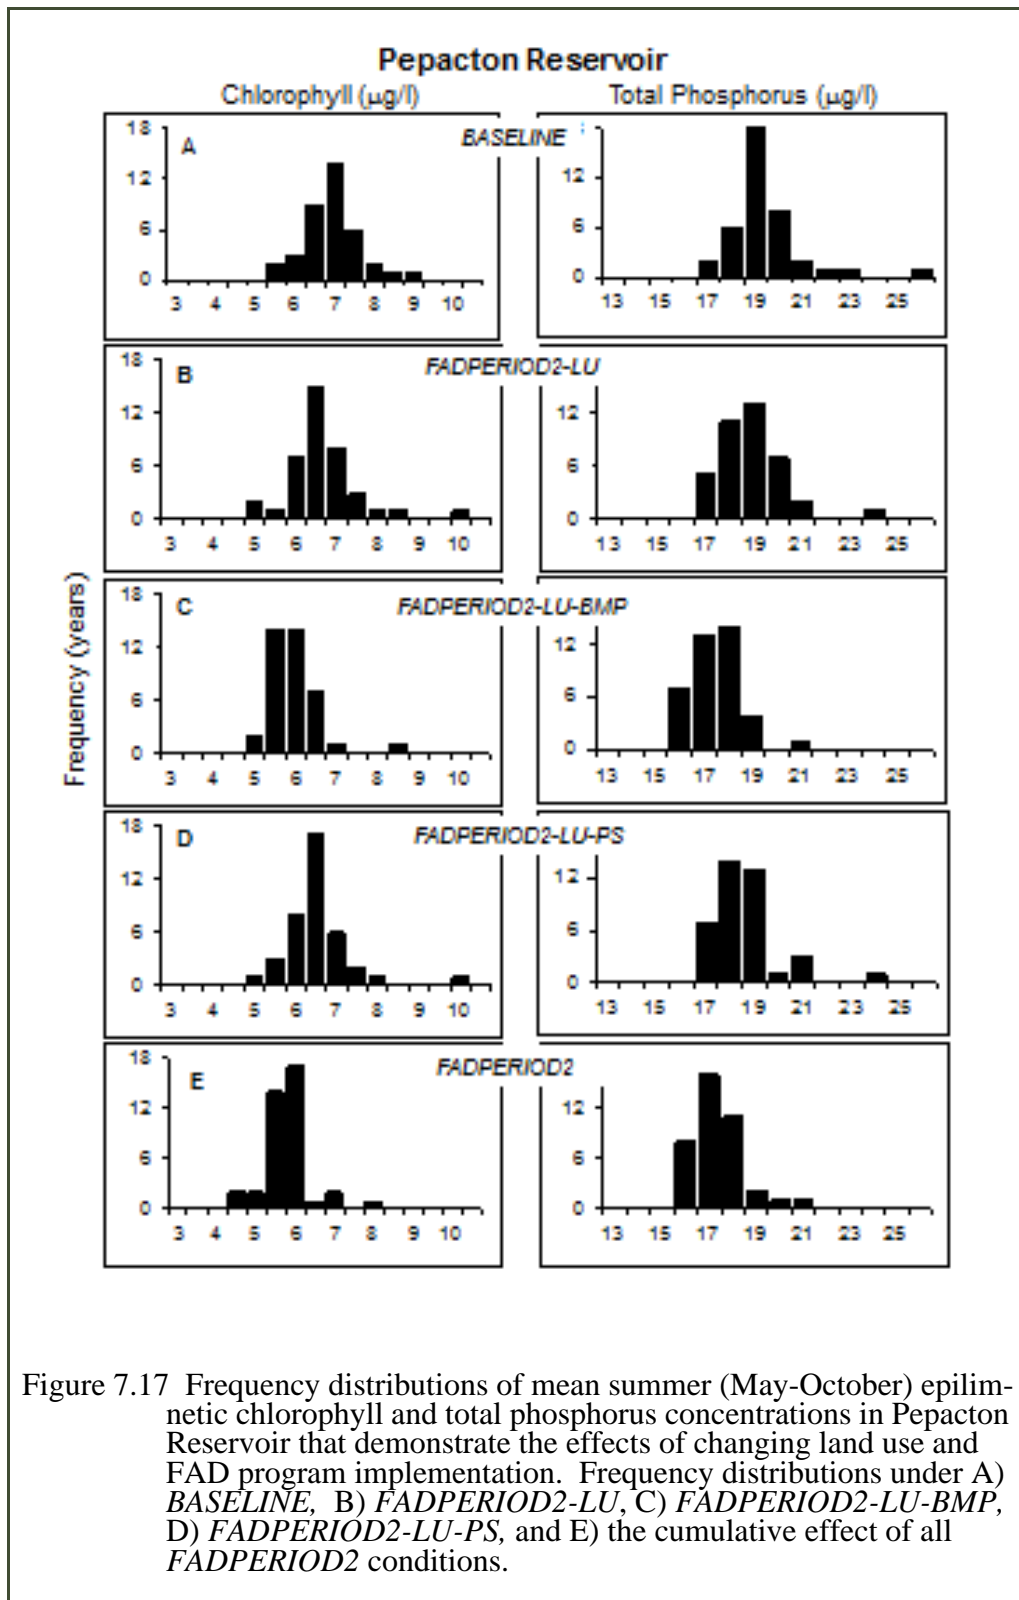 Pepacton Reservoir
Chlorophyll (µg/l) Total Phosphorus (µg/l)
BASELINE
A
18
12
6
0
3 4 5 6 7 8 9 10
12
6
0
13 15 17 19 21 23 25
FADPERIOD2-LU
B
18
12
6
0
3 4 5 6 7 8 9 10
12
6
0
13 15 17 19 21 23 25
Frequency (years)
FADPERIOD2-LU-BMP
C
18
12
6
0
3 4 5 6 7 8 9 10
12
6
0
13 15 17 19 21 23 25
FADPERIOD2-LU-PS
D
18
12
6
0
3 4 5 6 7 8 9 10
12
6
0
13 15 17 19 21 23 25
FADPERIOD2
E
18
12
6
0
3 4 5 6 7 8 9 10
12
6
0
13 15 17 19 21 23 25
Figure 7.17 Frequency distributions of mean summer (May-October) epilim-
netic chlorophyll and total phosphorus concentrations in Pepacton
Reservoir that demonstrate the effects of changing land use and
FAD program implementation. Frequency distributions under A)
BASELINE, B) FADPERIOD2-LU, C) FADPERIOD2-LU-BMP,
D) FADPERIOD2-LU-PS, and E) the cumulative effect of all
FADPERIOD2 conditions.